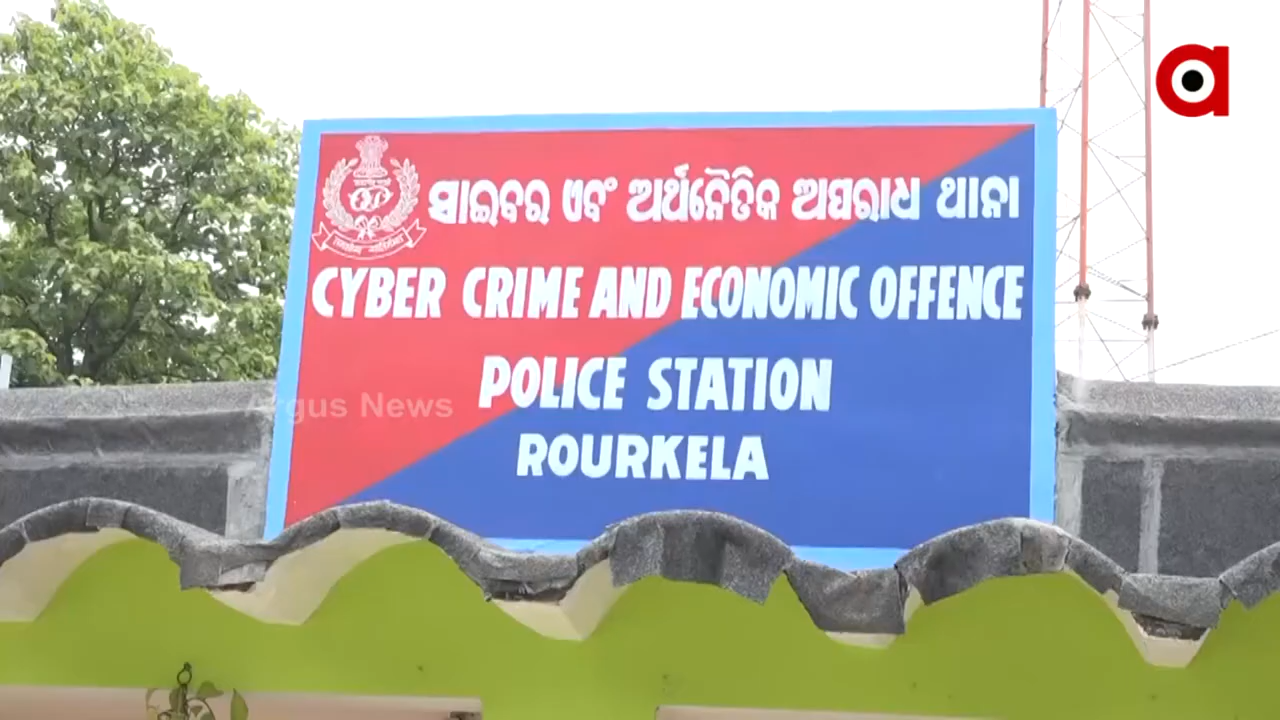 ସାଇବର ଏବଂ ଅର୍ଥନୈତିକ ଅପରାଧ ଥାନା
CYBER CRIME AND ECONOMIC OFFENCE
POLICE STATION
ROURKELA
Argus News